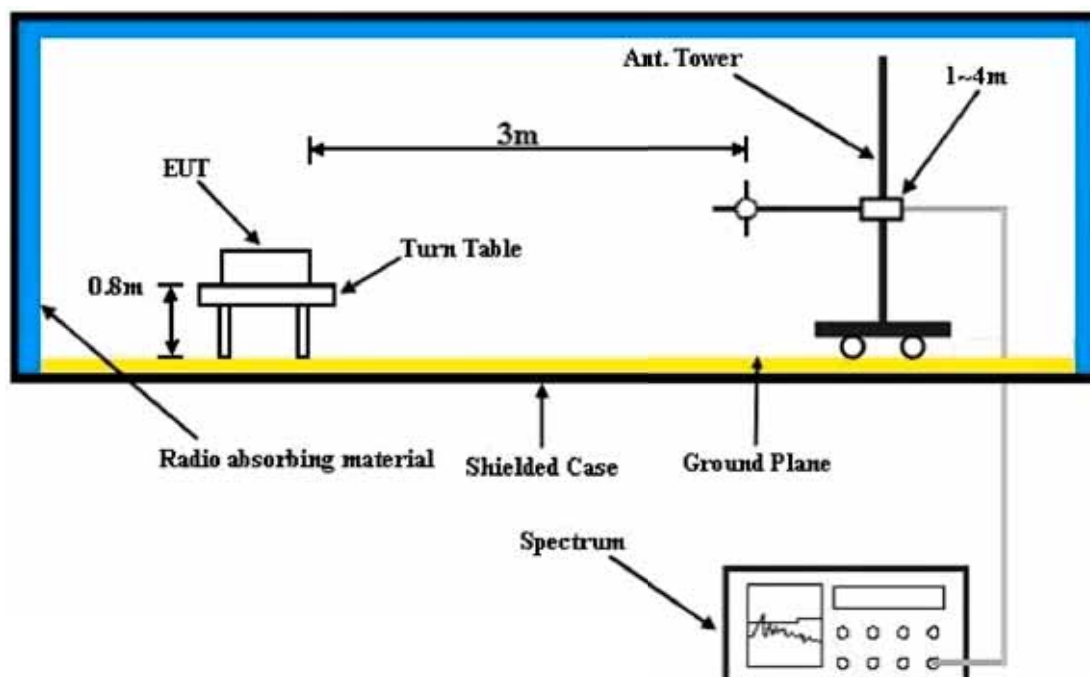 Ant. Tower
1~4m
3m
EUT
Turn Table
0.8m
Radio absorbing material
Shielded Case
Ground Plane
Spectrum